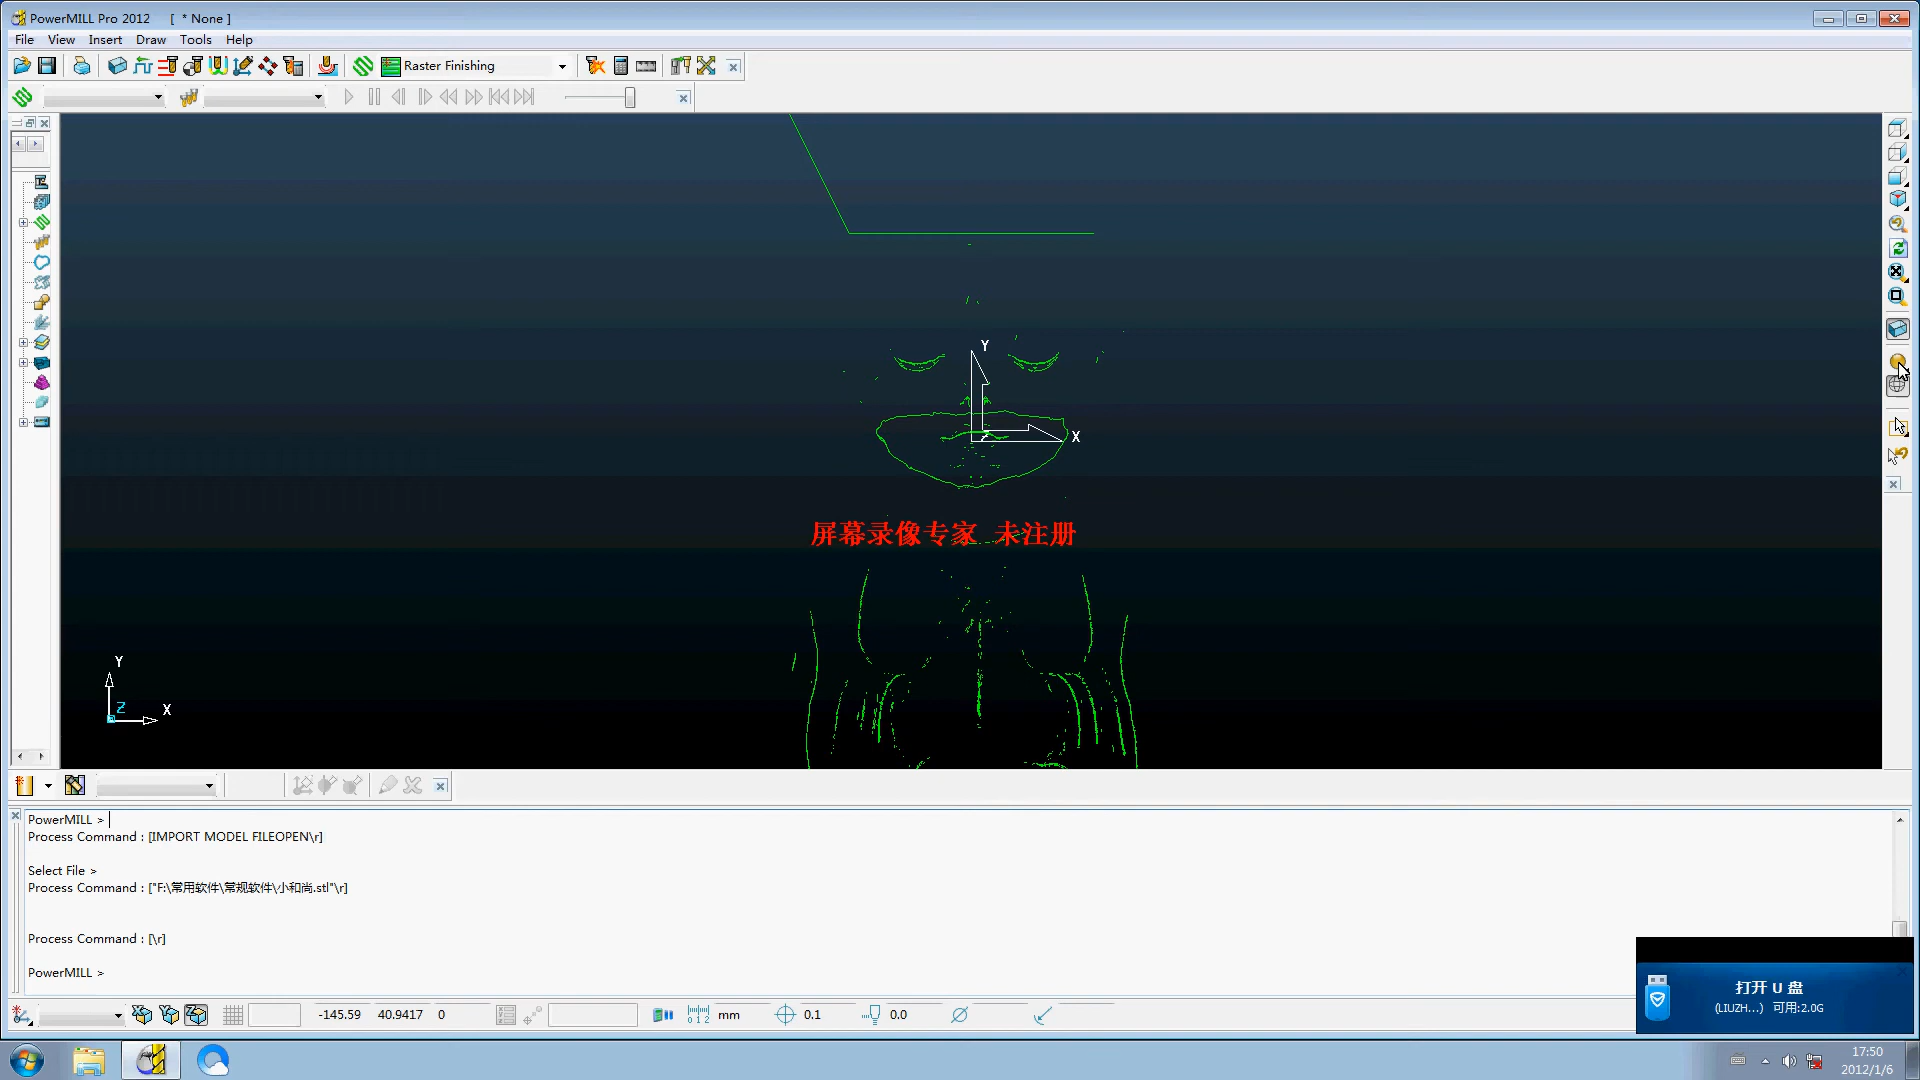 PowerMILL Pro 2012 [ * None ]
File View Insert Draw Tools Help
Raster Finishing
Y
X
Z
屏幕录像专家 未注册
Y
Z
X
PowerMILL >
Process Command : [IMPORT MODEL FILEOPEN\r]
Select File >
Process Command : ["F:\常用软件\常规软件\小和尚.stl"\r]
Process Command : [\r]
PowerMILL >
打开 U 盘
(LIUZH...) 可用:2.0G
-145.59 40.9417 0 mm 0.1 0.0
17:50
2012/1/6